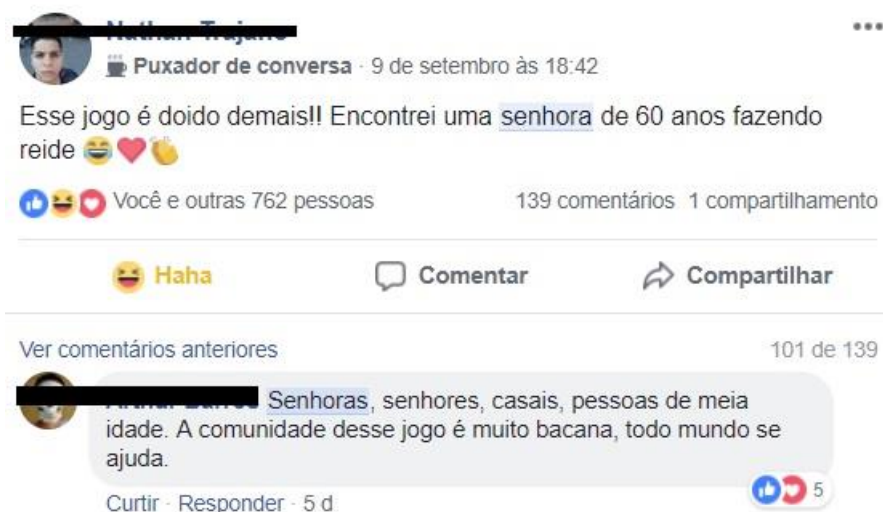 Puxador de conversa · 9 de setembro às 18:42
Esse jogo é doido demais!! Encontrei uma senhora de 60 anos fazendo
reide 😂❤️👏
Você e outras 762 pessoas 139 comentários 1 compartilhamento
Haha Comentar Compartilhar
Ver comentários anteriores 101 de 139
Senhoras, senhores, casais, pessoas de meia
idade. A comunidade desse jogo é muito bacana, todo mundo se
ajuda.
5
Curtir · Responder · 5 d